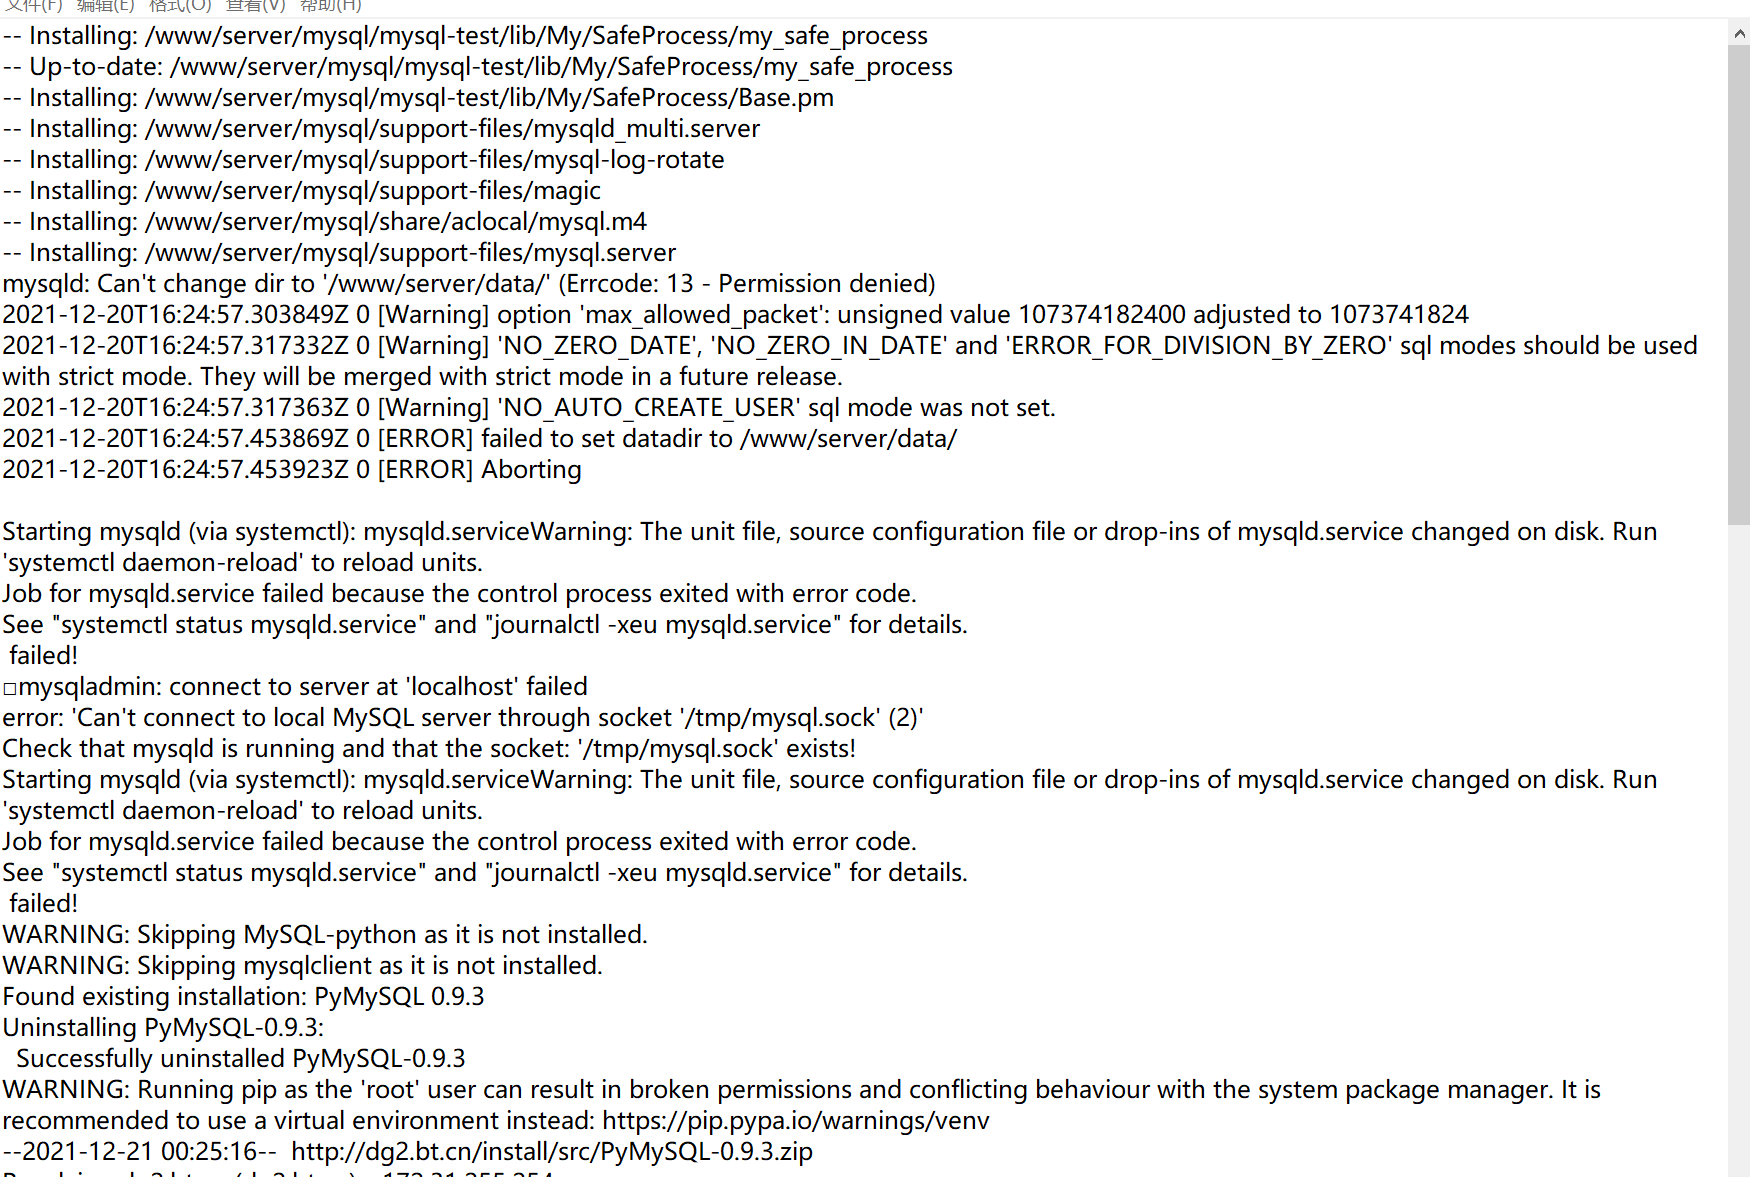 文件(F) 编辑(E) 格式(O) 查看(V) 帮助(H)
-- Installing: /www/server/mysql/mysql-test/lib/My/SafeProcess/my_safe_process
-- Up-to-date: /www/server/mysql/mysql-test/lib/My/SafeProcess/my_safe_process
-- Installing: /www/server/mysql/mysql-test/lib/My/SafeProcess/Base.pm
-- Installing: /www/server/mysql/support-files/mysqld_multi.server
-- Installing: /www/server/mysql/support-files/mysql-log-rotate
-- Installing: /www/server/mysql/support-files/magic
-- Installing: /www/server/mysql/share/aclocal/mysql.m4
-- Installing: /www/server/mysql/support-files/mysql.server
mysqld: Can't change dir to '/www/server/data/' (Errcode: 13 - Permission denied)
2021-12-20T16:24:57.303849Z 0 [Warning] option 'max_allowed_packet': unsigned value 107374182400 adjusted to 1073741824
2021-12-20T16:24:57.317332Z 0 [Warning] 'NO_ZERO_DATE', 'NO_ZERO_IN_DATE' and 'ERROR_FOR_DIVISION_BY_ZERO' sql modes should be used
with strict mode. They will be merged with strict mode in a future release.
2021-12-20T16:24:57.317363Z 0 [Warning] 'NO_AUTO_CREATE_USER' sql mode was not set.
2021-12-20T16:24:57.453869Z 0 [ERROR] failed to set datadir to /www/server/data/
2021-12-20T16:24:57.453923Z 0 [ERROR] Aborting
Starting mysqld (via systemctl): mysqld.serviceWarning: The unit file, source configuration file or drop-ins of mysqld.service changed on disk. Run
'systemctl daemon-reload' to reload units.
Job for mysqld.service failed because the control process exited with error code.
See "systemctl status mysqld.service" and "journalctl -xeu mysqld.service" for details.
failed!
□mysqladmin: connect to server at 'localhost' failed
error: 'Can't connect to local MySQL server through socket '/tmp/mysql.sock' (2)'
Check that mysqld is running and that the socket: '/tmp/mysql.sock' exists!
Starting mysqld (via systemctl): mysqld.serviceWarning: The unit file, source configuration file or drop-ins of mysqld.service changed on disk. Run
'systemctl daemon-reload' to reload units.
Job for mysqld.service failed because the control process exited with error code.
See "systemctl status mysqld.service" and "journalctl -xeu mysqld.service" for details.
failed!
WARNING: Skipping MySQL-python as it is not installed.
WARNING: Skipping mysqlclient as it is not installed.
Found existing installation: PyMySQL 0.9.3
Uninstalling PyMySQL-0.9.3:
Successfully uninstalled PyMySQL-0.9.3
WARNING: Running pip as the 'root' user can result in broken permissions and conflicting behaviour with the system package manager. It is
recommended to use a virtual environment instead: https://pip.pypa.io/warnings/venv
--2021-12-21 00:25:16--  http://dg2.bt.cn/install/src/PyMySQL-0.9.3.zip